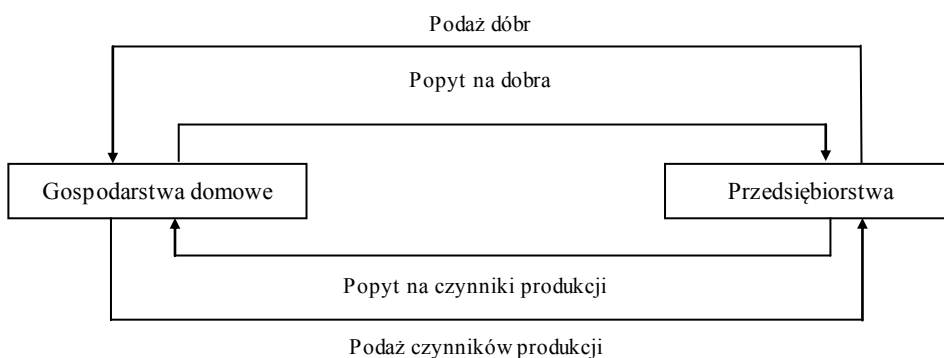 Podaż dóbr
Popyt na dobra
Gospodarstwa domowe
Przedsiębiorstwa
Popyt na czynniki produkcji
Podaż czynników produkcji